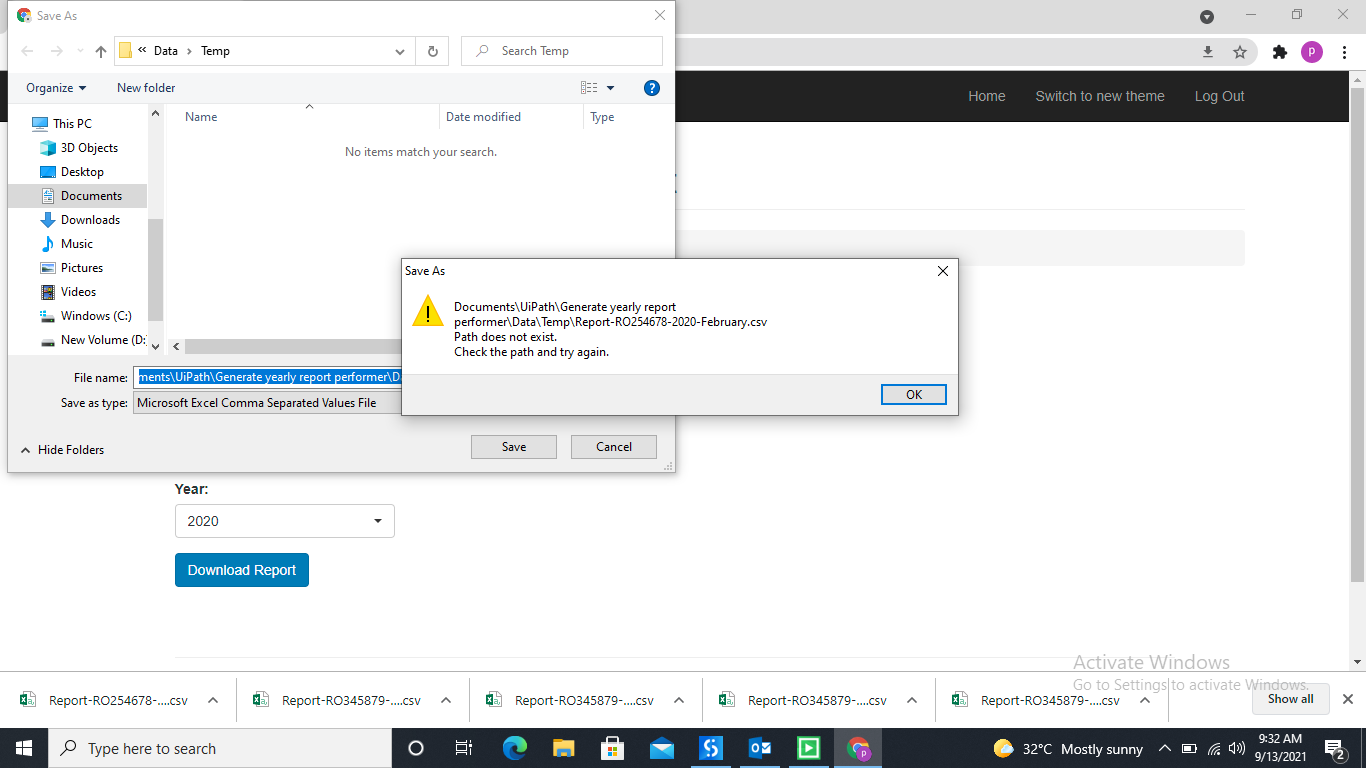 Save As
« Data › Temp
Search Temp
Organize
New folder
?
P
Home
Switch to new theme
Log Out
Name
Date modified
Type
No items match your search.
This PC
3D Objects
Desktop
Documents
Downloads
Music
Pictures
Videos
Windows (C:)
New Volume (D:
Save As
Documents\UiPath\Generate yearly report
performer\Data\Temp\Report-RO254678-2020-February.csv
Path does not exist.
Check the path and try again.
OK
File name: ments\UiPath\Generate yearly report performer\D
Save as type: Microsoft Excel Comma Separated Values File
Hide Folders
Save
Cancel
Year:
2020
Download Report
Activate Windows
Go to Settings to activate Windows.
Report-RO254678-....csv
Report-RO345879-....csv
Report-RO345879-....csv
Report-RO345879-....csv
Report-RO345879-....csv
Show all
Type here to search
32°C Mostly sunny
9:32 AM
9/13/2021
2